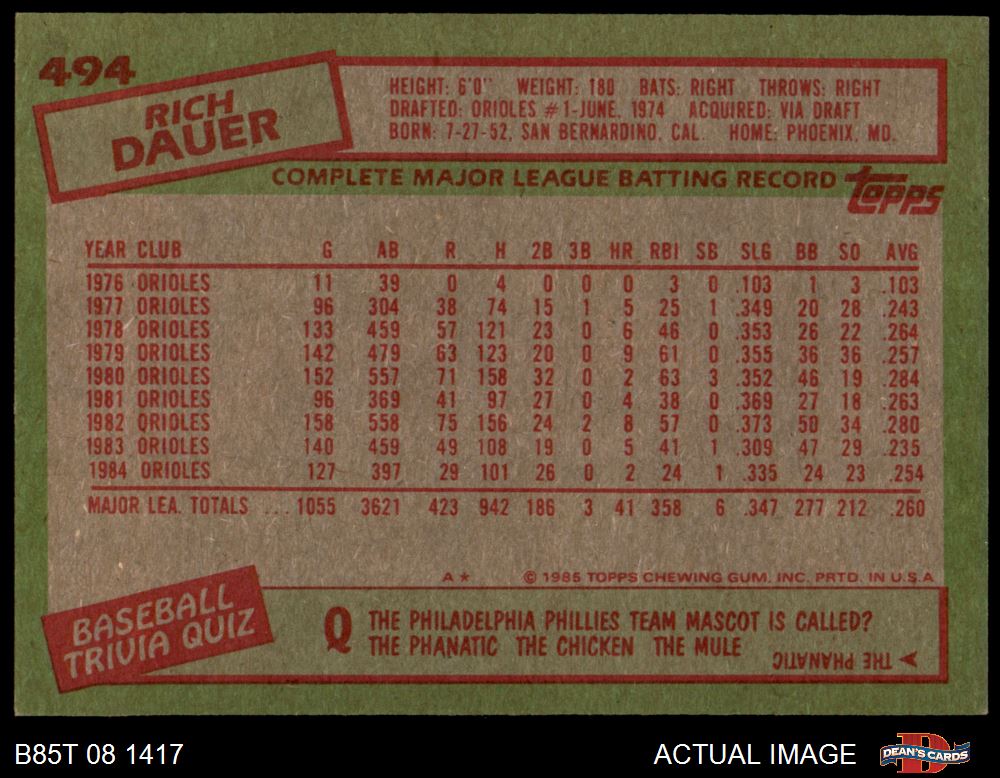 494
RICH
DAUER
HEIGHT: 6'0" WEIGHT: 180 BATS: RIGHT THROWS: RIGHT
DRAFTED: ORIOLES #1-JUNE, 1974 ACQUIRED: VIA DRAFT
BORN: 7-27-52, SAN BERNARDINO, CAL. HOME: PHOENIX, MD.
COMPLETE MAJOR LEAGUE BATTING RECORD
TOPPS
YEAR CLUB G AB R H 2B 3B HR RBI SB SLG BB SO AVG
1976 ORIOLES 11 39 0 4 0 0 0 3 0 .103 1 3 .103
1977 ORIOLES 96 304 38 74 15 1 5 25 1 .349 20 28 .243
1978 ORIOLES 133 459 57 121 23 0 6 46 0 .353 26 22 .264
1979 ORIOLES 142 479 63 123 20 0 9 61 0 .355 36 36 .257
1980 ORIOLES 152 557 71 158 32 0 2 63 3 .352 46 19 .284
1981 ORIOLES 96 369 41 97 27 0 4 38 0 .369 27 18 .263
1982 ORIOLES 158 558 75 156 24 2 8 57 0 .373 50 34 .280
1983 ORIOLES 140 459 49 108 19 0 5 41 1 .309 47 29 .235
1984 ORIOLES 127 397 29 101 26 0 2 24 1 .335 24 23 .254
MAJOR LEA. TOTALS ... 1055 3621 423 942 186 3 41 358 6 .347 277 212 .260
A* © 1985 TOPPS CHEWING GUM, INC. PRTD. IN U.S.A
BASEBALL
TRIVIA QUIZ
Q THE PHILADELPHIA PHILLIES TEAM MASCOT IS CALLED?
THE PHANATIC THE CHICKEN THE MULE
THE PHANATIC
B85T 08 1417
ACTUAL IMAGE
D
DEAN'S CARDS